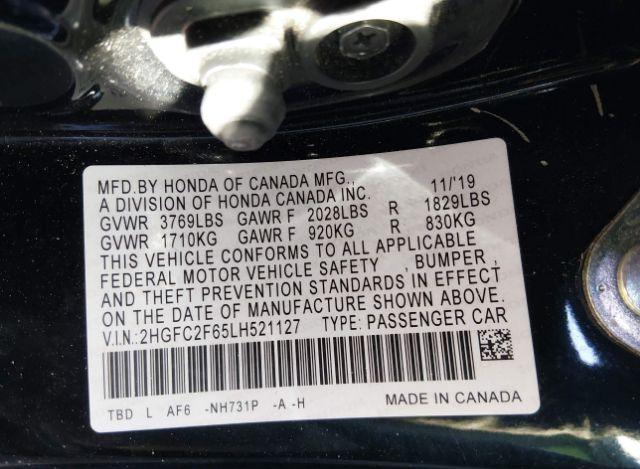 MFD.BY HONDA OF CANADA MFG., 11/'19
A DIVISION OF HONDA CANADA INC.
GVWR 3769LBS GAWR F 2028LBS R 1829LBS
GVWR 1710KG GAWR F 920KG R 830KG
THIS VEHICLE CONFORMS TO ALL APPLICABLE
FEDERAL MOTOR VEHICLE SAFETY , BUMPER ,
AND THEFT PREVENTION STANDARDS IN EFFECT
ON THE DATE OF MANUFACTURE SHOWN ABOVE.
V.I.N.:2HGFC2F65LH521127 TYPE: PASSENGER CAR
TBD L AF6 -NH731P -A -H MADE IN CANADA